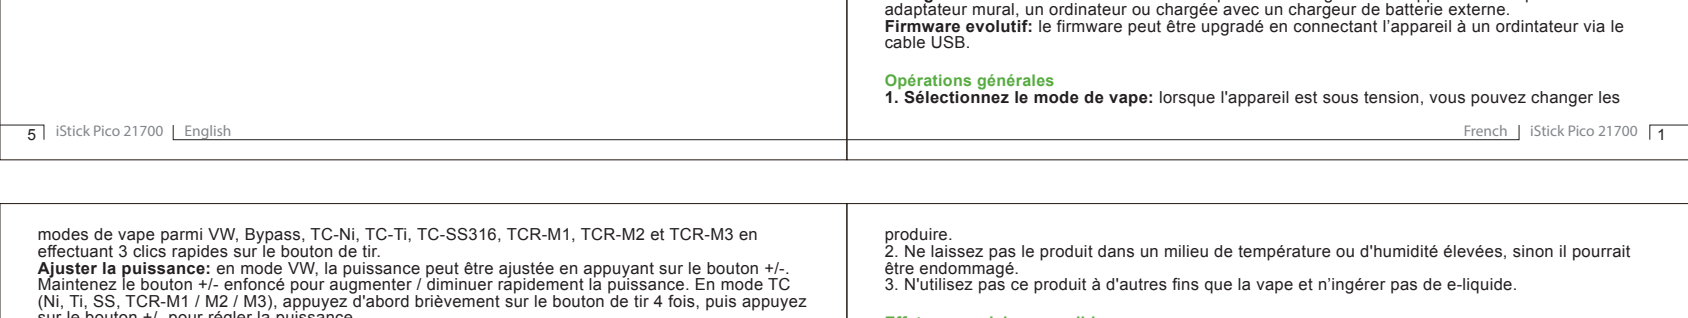 adaptateur mural, un ordinateur ou chargée avec un chargeur de batterie externe.
Firmware evolutif: le firmware peut être upgradé en connectant l'appareil à un ordintateur via le
cable USB.
Opérations générales
1. Sélectionnez le mode de vape: lorsque l'appareil est sous tension, vous pouvez changer les
5 iStick Pico 21700 | English
French | iStick Pico 21700 1
modes de vape parmi VW, Bypass, TC-Ni, TC-Ti, TC-SS316, TCR-M1, TCR-M2 et TCR-M3 en
effectuant 3 clics rapides sur le bouton de tir.
Ajuster la puissance: en mode VW, la puissance peut être ajustée en appuyant sur le bouton +/-.
Maintenez le bouton +/- enfoncé pour augmenter / diminuer rapidement la puissance. En mode TC
(Ni, Ti, SS, TCR-M1 / M2 / M3), appuyez d'abord brièvement sur le bouton de tir 4 fois, puis appuyez
sur le bouton +/- pour régler la puissance.
produire.
2. Ne laissez pas le produit dans un milieu de température ou d'humidité élevées, sinon il pourrait
être endommagé.
3. N'utilisez pas ce produit à d'autres fins que la vape et n'ingérer pas de e-liquide.